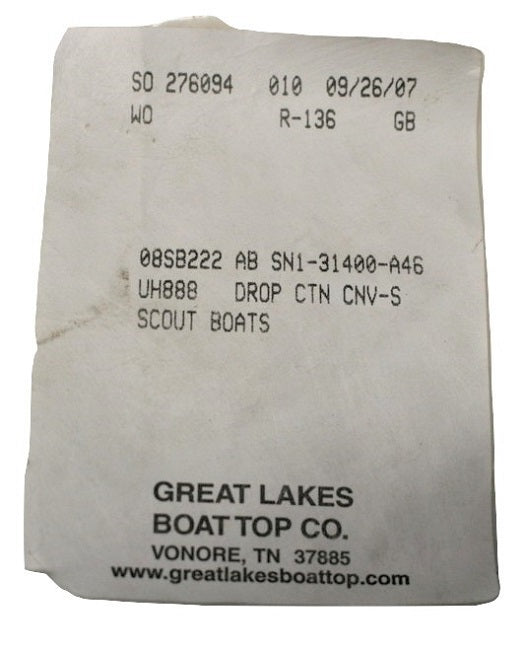 SO 276094 010 09/26/07
WO R-136 GB
08SB222 AB SN1-31400-A46
UH888 DROP CTN CNV-S
SCOUT BOATS
GREAT LAKES
BOAT TOP CO.
VONORE, TN 37885
www.greatlakesboattop.com